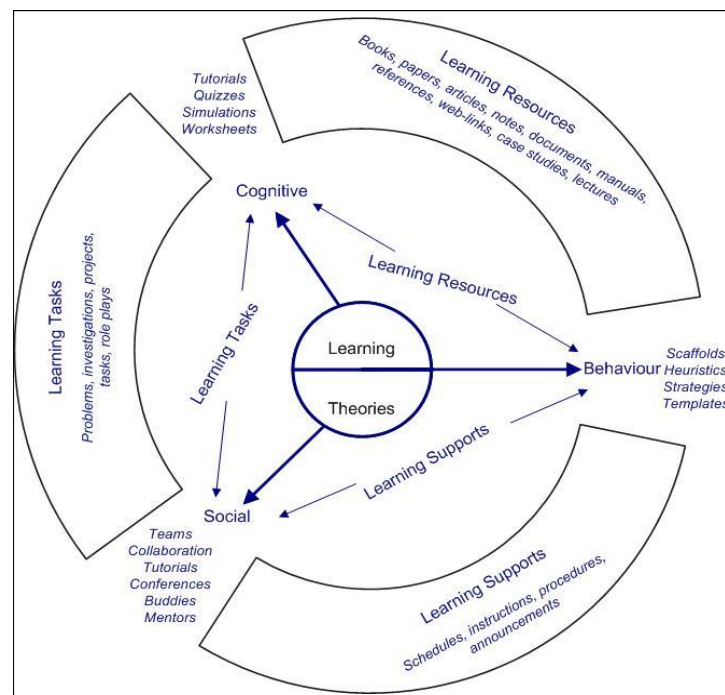 Learning Resources
Books, papers, articles, notes, documents, manuals,
references, web-links, case studies, lectures
Tutorials
Quizzes
Simulations
Worksheets
Cognitive
Learning Resources
Learning Tasks
Problems, investigations, projects,
tasks, role plays
Learning Tasks
Learning
Theories
Behaviour
Scaffolds
Heuristics
Strategies
Templates
Learning Supports
Social
Teams
Collaboration
Tutorials
Conferences
Buddies
Mentors
Learning Supports
Schedules, instructions, procedures,
announcements